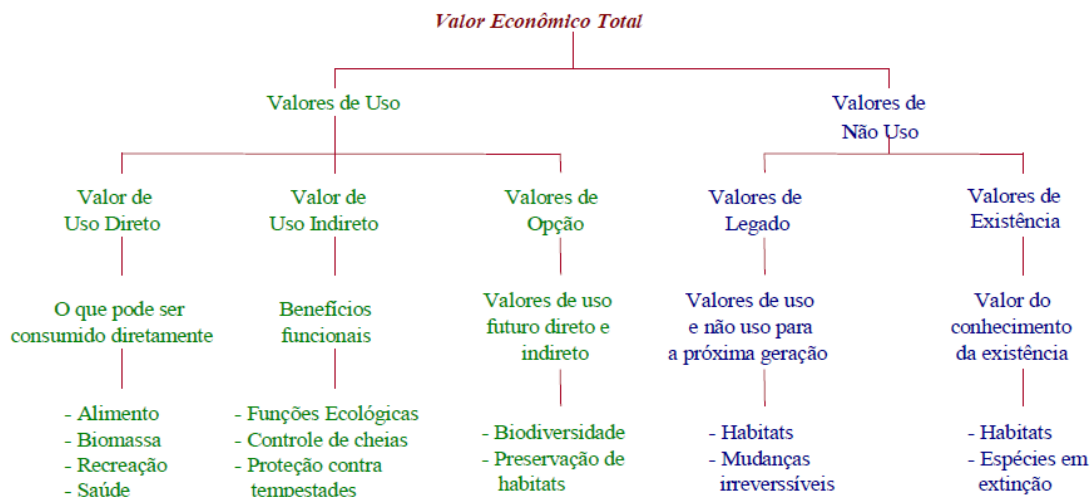 Valor Econômico Total
Valores de Uso
Valores de
Não Uso
Valor de
Uso Direto
Valor de
Uso Indireto
Valores de
Opção
Valores de
Legado
Valores de
Existência
O que pode ser
consumido diretamente
Benefícios
funcionais
Valores de uso
futuro direto e
indireto
Valores de uso
e não uso para
a próxima geração
Valor do
conhecimento
da existência
- Alimento
- Biomassa
- Recreação
- Saúde
- Funções Ecológicas
- Controle de cheias
- Proteção contra
tempestades
- Biodiversidade
- Preservação de
habitats
- Habitats
- Mudanças
irreverssíveis
- Habitats
- Espécies em
extinção